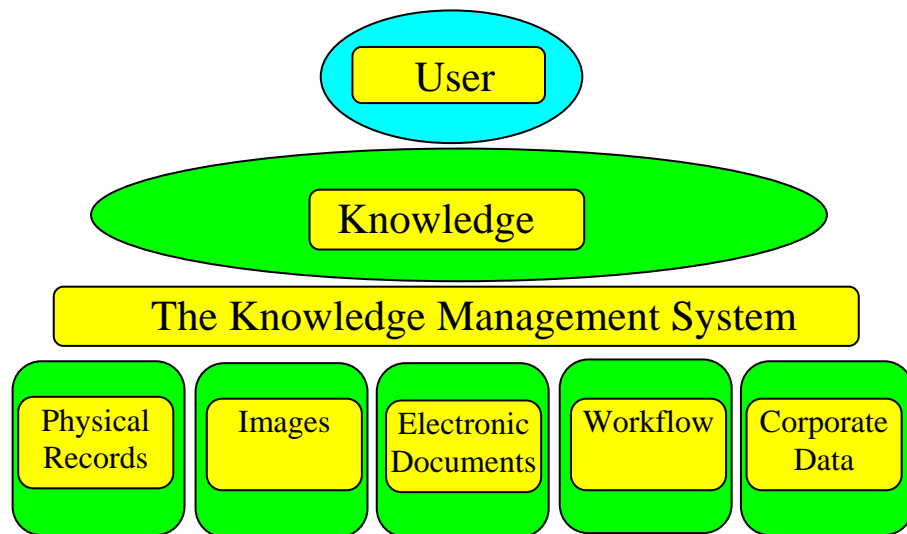 User
Knowledge
The Knowledge Management System
Physical
Records
Images
Electronic
Documents
Workflow
Corporate
Data